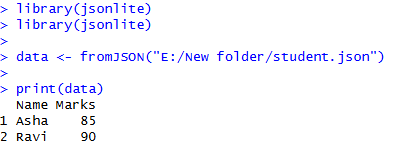 > library(jsonlite)
> library(jsonlite)
>
> data <- fromJSON("E:/New folder/student.json")
>
> print(data)
  Name Marks
1 Asha    85
2 Ravi    90